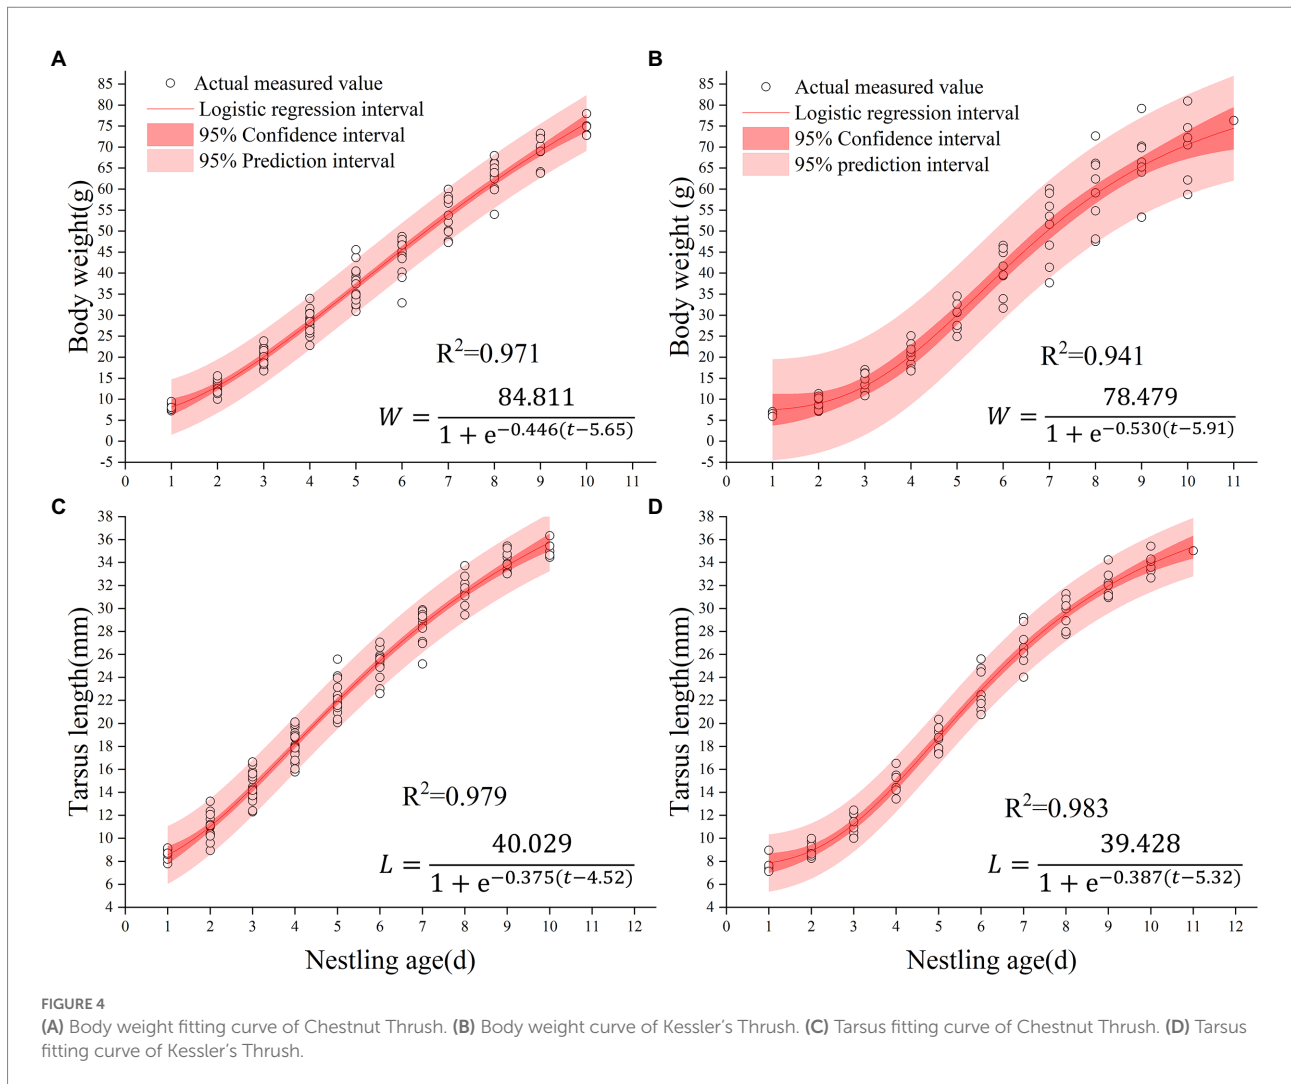 A
Actual measured value
Logistic regression interval
95% Confidence interval
95% Prediction interval
Body weight(g)
85
80
75
70
65
60
55
50
45
40
35
30
25
20
15
10
5
0
-5
R²=0.971
W = 84.811 / 1 + e^−0.446(t−5.65)
0 1 2 3 4 5 6 7 8 9 10 11
B
Actual measured value
Logistic regression interval
95% Confidence interval
95% prediction interval
Body weight (g)
85
80
75
70
65
60
55
50
45
40
35
30
25
20
15
10
5
0
-5
R²=0.941
W = 78.479 / 1 + e^−0.530(t−5.91)
0 1 2 3 4 5 6 7 8 9 10 11
C
Tarsus length(mm)
38
36
34
32
30
28
26
24
22
20
18
16
14
12
10
8
6
4
R²=0.979
L = 40.029 / 1 + e^−0.375(t−4.52)
0 1 2 3 4 5 6 7 8 9 10 11 12
Nestling age(d)
D
Tarsus length(mm)
38
36
34
32
30
28
26
24
22
20
18
16
14
12
10
8
6
4
R²=0.983
L = 39.428 / 1 + e^−0.387(t−5.32)
0 1 2 3 4 5 6 7 8 9 10 11 12
Nestling age(d)
FIGURE 4
(A) Body weight fitting curve of Chestnut Thrush. (B) Body weight curve of Kessler’s Thrush. (C) Tarsus fitting curve of Chestnut Thrush. (D) Tarsus
fitting curve of Kessler’s Thrush.